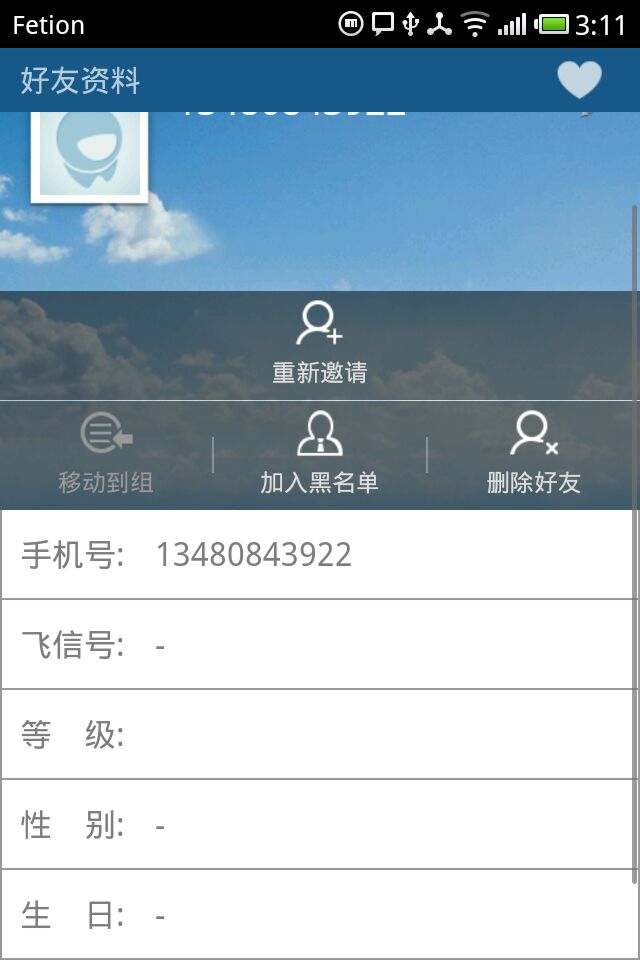 Fetion 3:11
好友资料
重新邀请
移动到组 加入黑名单 删除好友
手机号: 13480843922
飞信号: -
等 级:
性 别: -
生 日: -